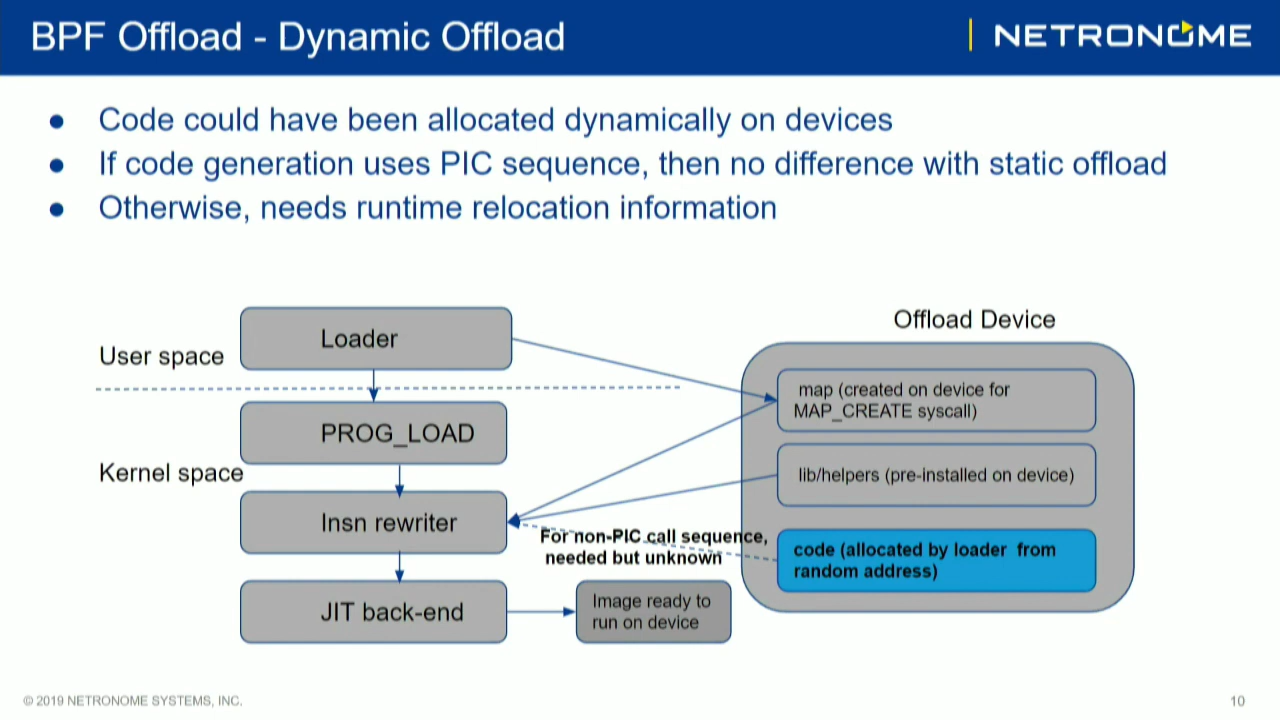 BPF Offload - Dynamic Offload
NETRONOME
● Code could have been allocated dynamically on devices
● If code generation uses PIC sequence, then no difference with static offload
● Otherwise, needs runtime relocation information
Offload Device
Loader
User space
map (created on device for
MAP_CREATE syscall)
PROG_LOAD
Kernel space
lib/helpers (pre-installed on device)
Insn rewriter
For non-PIC call sequence,
needed but unknown
code (allocated by loader from
random address)
JIT back-end
Image ready to
run on device
© 2019 NETRONOME SYSTEMS, INC.
10